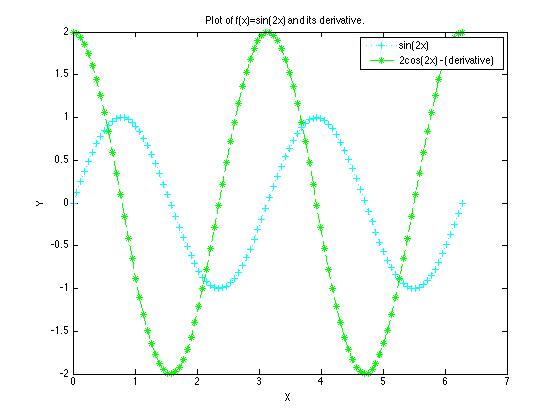 Plot of f(x)=sin(2x) and its derivative.
sin(2x)
2cos(2x) -(derivative)
2
1.5
1
0.5
0
-0.5
-1
-1.5
-2
Y
0 1 2 3 4 5 6 7
X